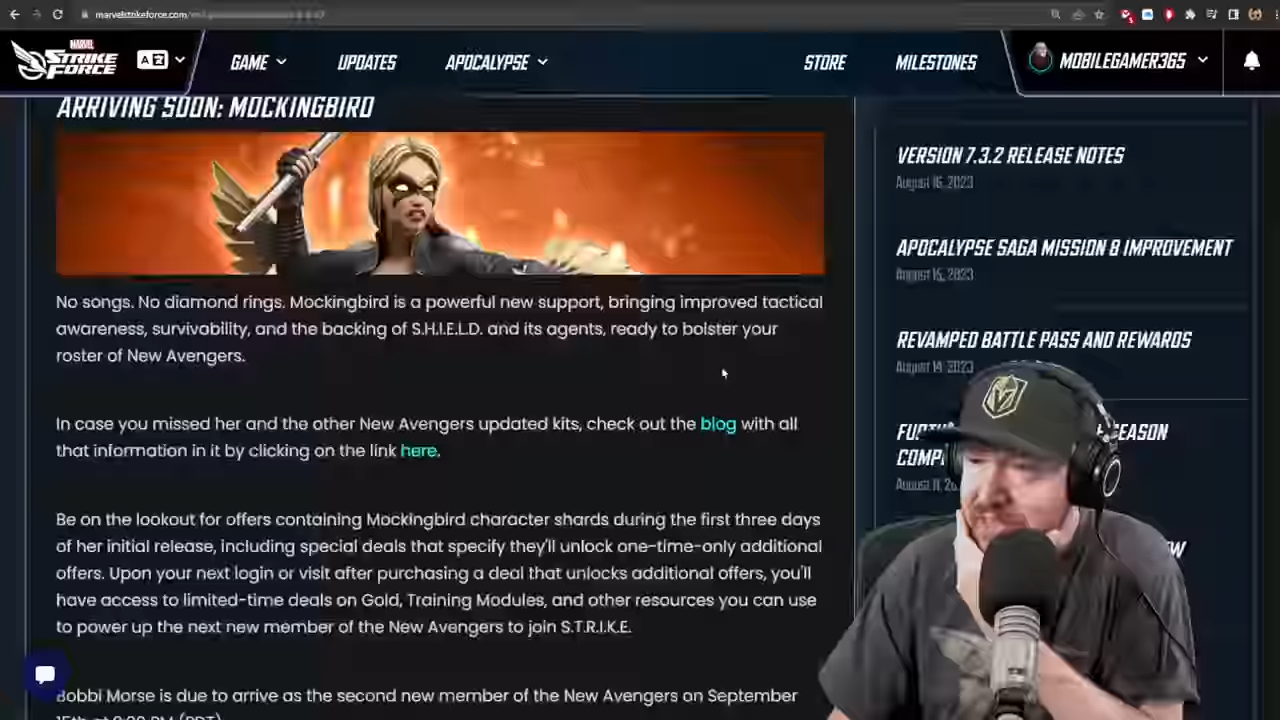 marvelstrikeforce.com/en/
MARVEL
STRIKE FORCE
GAME
UPDATES
APOCALYPSE
STORE
MILESTONES
MOBILEGAMER365
ARRIVING SOON: MOCKINGBIRD
No songs. No diamond rings. Mockingbird is a powerful new support, bringing improved tactical
awareness, survivability, and the backing of S.H.I.E.L.D. and its agents, ready to bolster your
roster of New Avengers.
In case you missed her and the other New Avengers updated kits, check out the blog with all
that information in it by clicking on the link here.
Be on the lookout for offers containing Mockingbird character shards during the first three days
of her initial release, including special deals that specify they'll unlock one-time-only additional
offers. Upon your next login or visit after purchasing a deal that unlocks additional offers, you'll
have access to limited-time deals on Gold, Training Modules, and other resources you can use
to power up the next new member of the New Avengers to join S.T.R.I.K.E.
Bobbi Morse is due to arrive as the second new member of the New Avengers on September
VERSION 7.3.2 RELEASE NOTES
August 16, 2023
APOCALYPSE SAGA MISSION 8 IMPROVEMENT
August 15, 2023
REVAMPED BATTLE PASS AND REWARDS
August 14, 2023
August 11,